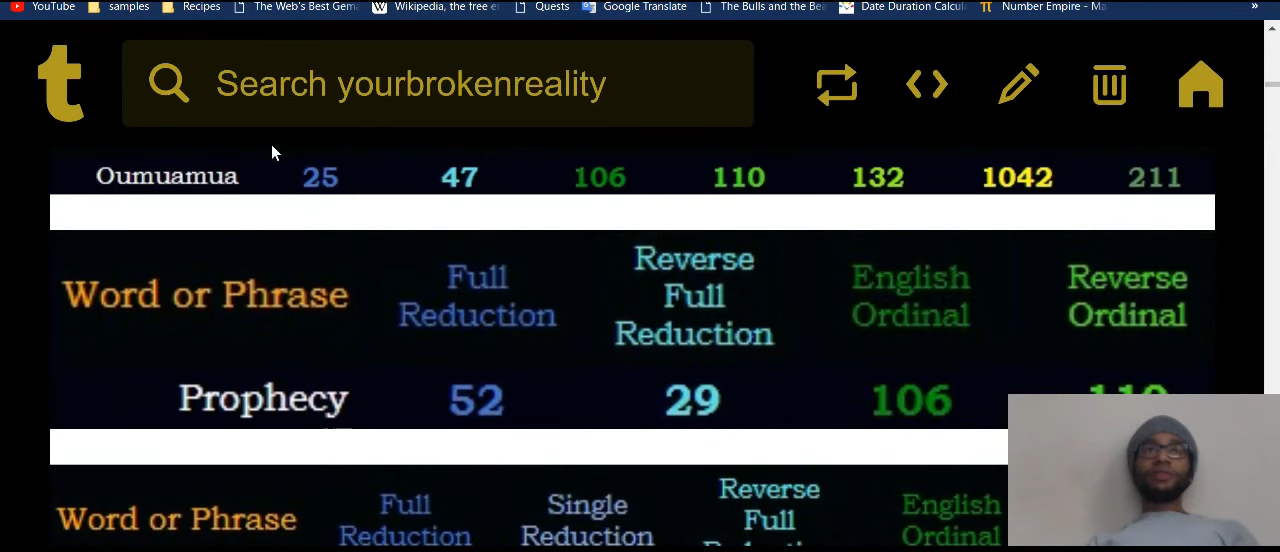 YouTube samples Recipes The Web's Best Gema Wikipedia, the free e Quests Google Translate The Bulls and the Bea Date Duration Calcul Number Empire - Ma »
t Search yourbrokenreality
Oumuamua 25 47 106 110 132 1042 211
Word or Phrase Full Reduction Reverse Full Reduction English Ordinal Reverse Ordinal
Prophecy 52 29 106
Word or Phrase Full Reduction Single Reduction Reverse Full English Ordinal